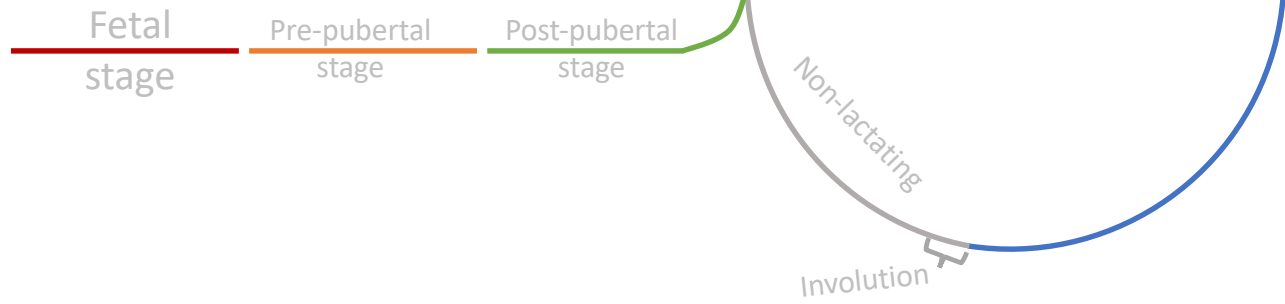 Fetal
stage
Pre-pubertal
stage
Post-pubertal
stage
Non-lactating
Involution